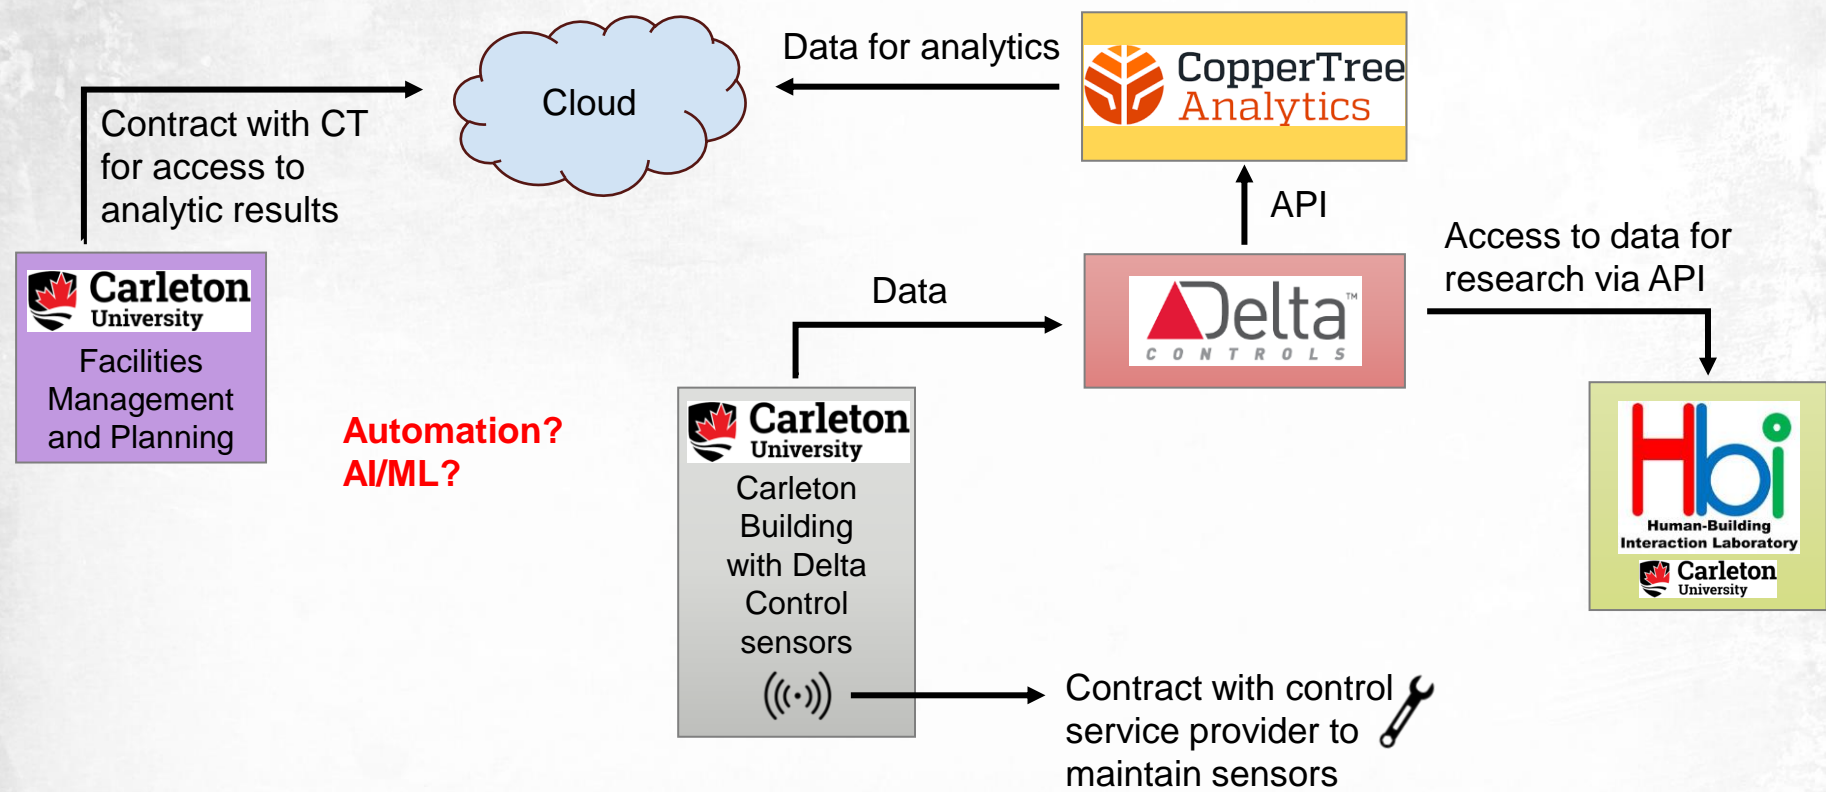 Cloud
Data for analytics
CopperTree
Analytics
Contract with CT
for access to
analytic results
API
Access to data for
research via API
Carleton
University
Facilities
Management
and Planning
Data
Delta™
CONTROLS
Automation?
AI/ML?
Carleton
University
Carleton
Building
with Delta
Control
sensors
Hbi
Human-Building
Interaction Laboratory
Carleton
University
Contract with control
service provider to
maintain sensors